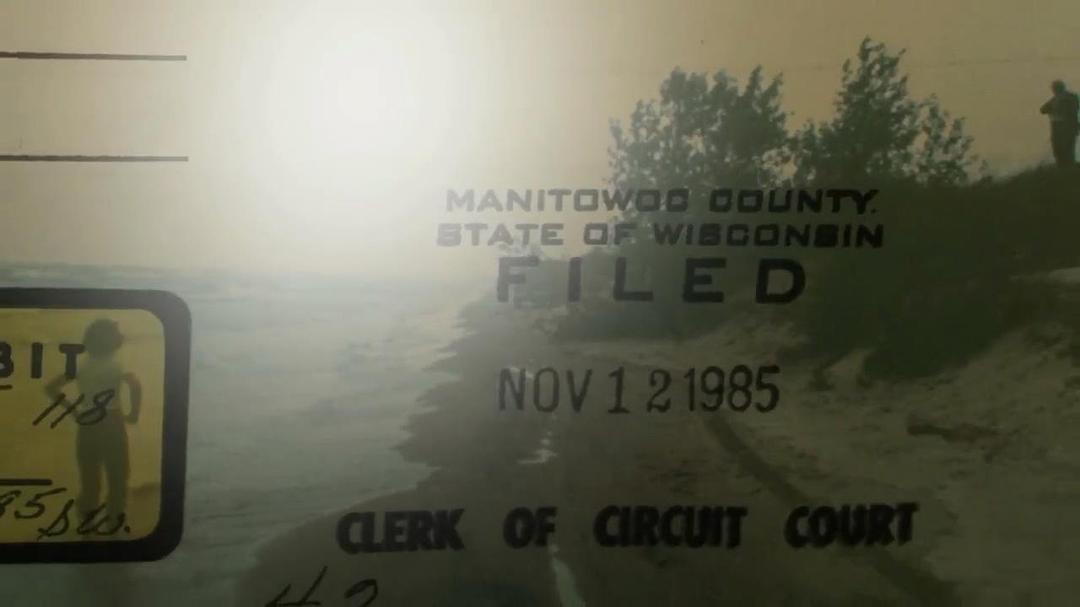 MANITOWOC COUNTY.
STATE OF WISCONSIN
FILED
BIT
118
NOV 12 1985
CLERK OF CIRCUIT COURT